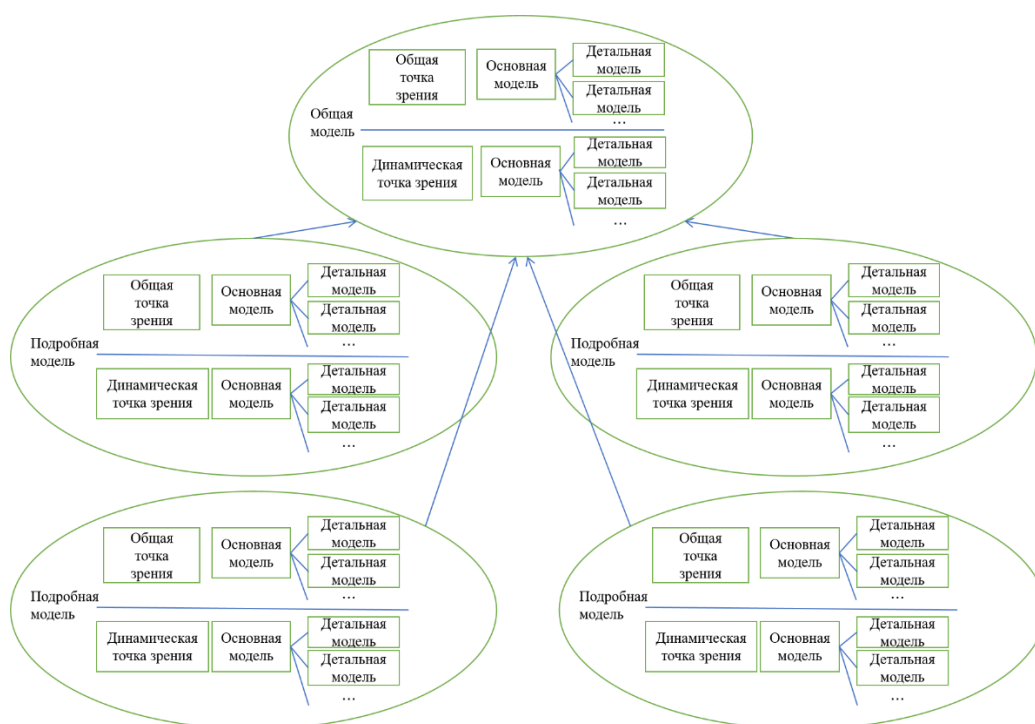 Общая
точка
зрения
Основная
модель
Детальная
модель
Детальная
модель
...
Общая
модель
Динамическая
точка зрения
Основная
модель
Детальная
модель
Детальная
модель
...
Общая
точка
зрения
Основная
модель
Детальная
модель
Детальная
модель
...
Подробная
модель
Динамическая
точка зрения
Основная
модель
Детальная
модель
Детальная
модель
...
Общая
точка
зрения
Основная
модель
Детальная
модель
Детальная
модель
...
Подробная
модель
Динамическая
точка зрения
Основная
модель
Детальная
модель
Детальная
модель
...
Общая
точка
зрения
Основная
модель
Детальная
модель
Детальная
модель
...
Подробная
модель
Динамическая
точка зрения
Основная
модель
Детальная
модель
Детальная
модель
...
Общая
точка
зрения
Основная
модель
Детальная
модель
Детальная
модель
...
Подробная
модель
Динамическая
точка зрения
Основная
модель
Детальная
модель
Детальная
модель
...